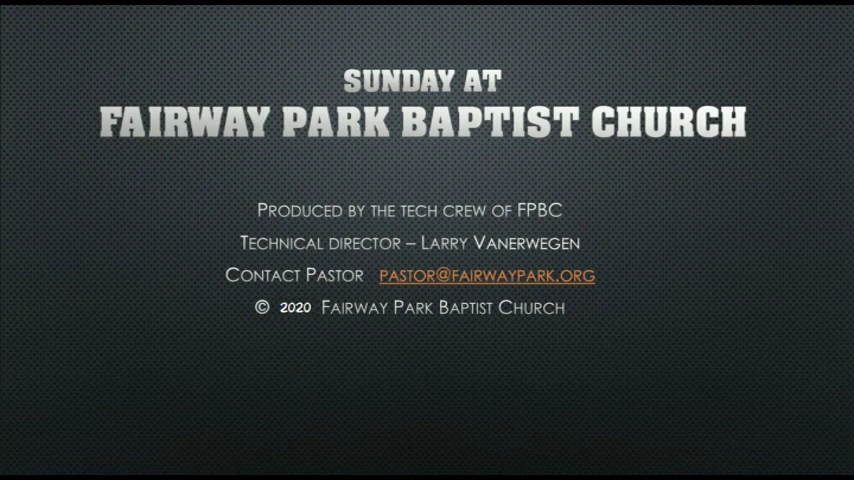 SUNDAY AT
FAIRWAY PARK BAPTIST CHURCH
PRODUCED BY THE TECH CREW OF FPBC
TECHNICAL DIRECTOR – LARRY VANERWEGEN
CONTACT PASTOR PASTOR@FAIRWAYPARK.ORG
© 2020 FAIRWAY PARK BAPTIST CHURCH